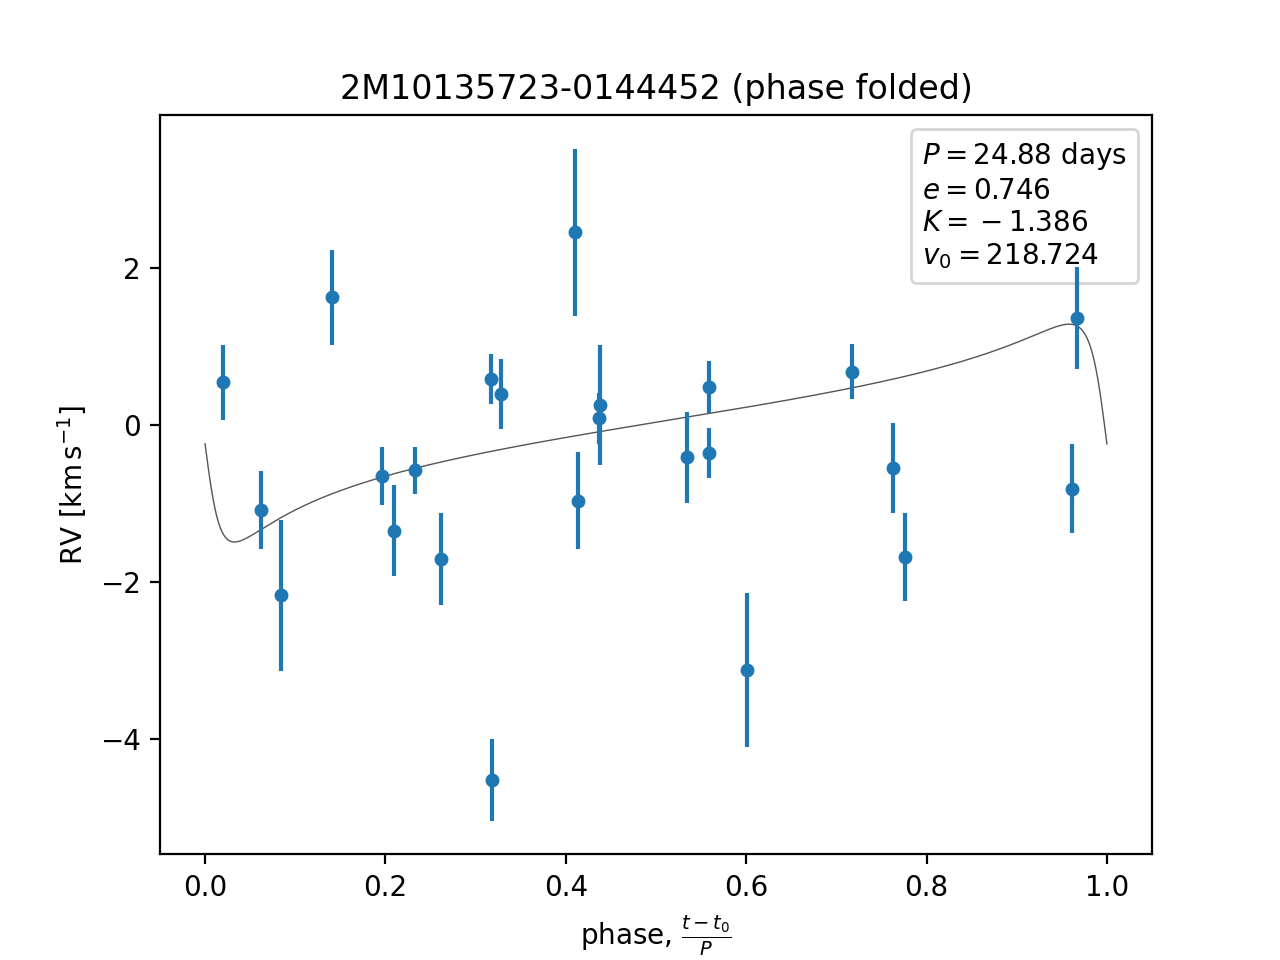 2M10135723-0144452 (phase folded)
P = 24.88 days
e = 0.746
K = −1.386
v₀ = 218.724
RV [km s⁻¹]
2
0
−2
−4
0.0 0.2 0.4 0.6 0.8 1.0
phase, (t − t₀)/P